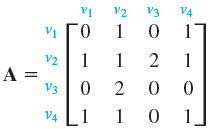 v₁ v₂ v₃ v₄
v₁ 0 1 0 1
v₂ 1 1 2 1
A = v₃ 0 2 0 0
v₄ 1 1 0 1